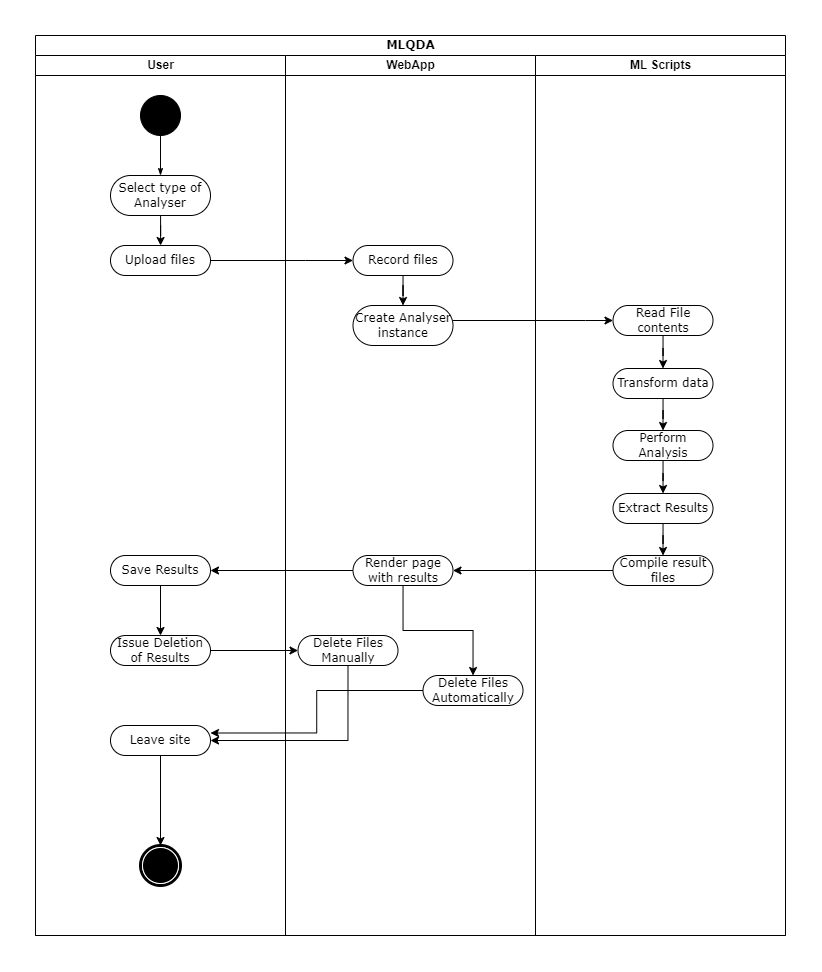 MLQDA
User
WebApp
ML Scripts
Select type of
Analyser
Upload files
Record files
Create Analyser
instance
Read File
contents
Transform data
Perform
Analysis
Extract Results
Compile result
files
Render page
with results
Save Results
Issue Deletion
of Results
Delete Files
Manually
Delete Files
Automatically
Leave site